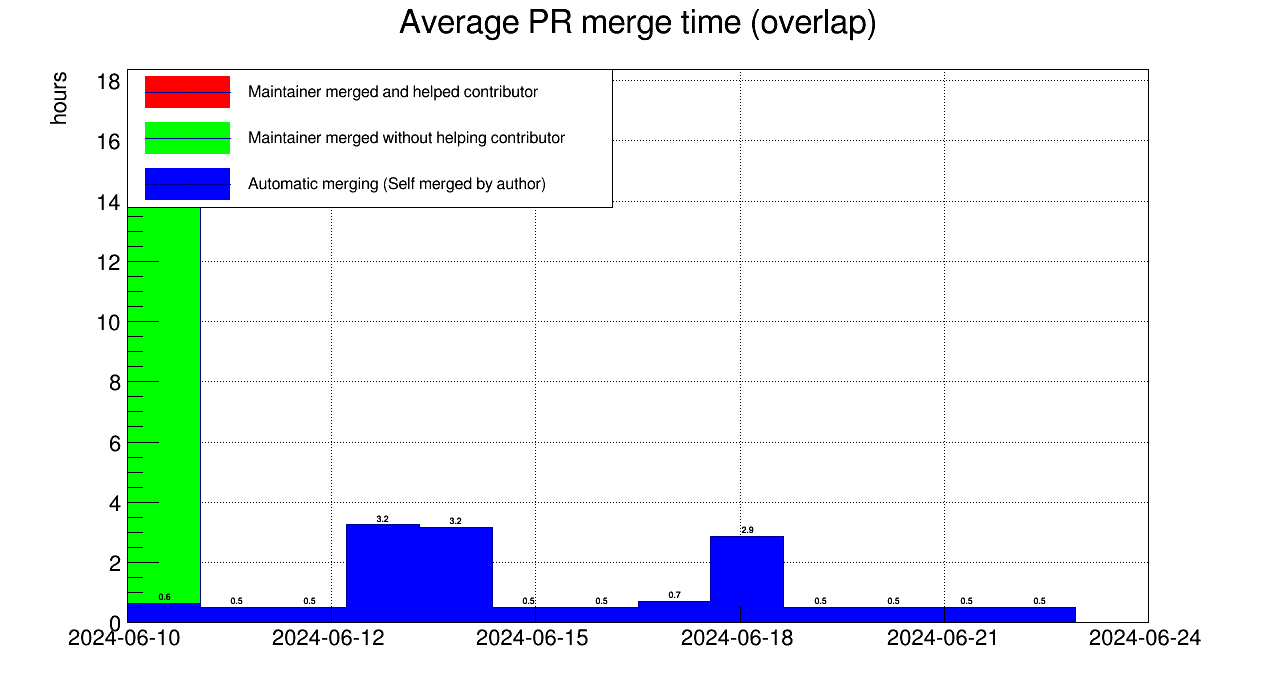 Average PR merge time (overlap)
hours
18
16
14
12
10
8
6
4
2
0
Maintainer merged and helped contributor
Maintainer merged without helping contributor
Automatic merging (Self merged by author)
0.6 0.5 0.5 3.2 3.2 0.5 0.5 0.7 2.9 0.5 0.5 0.5 0.5
2024-06-10 2024-06-12 2024-06-15 2024-06-18 2024-06-21 2024-06-24